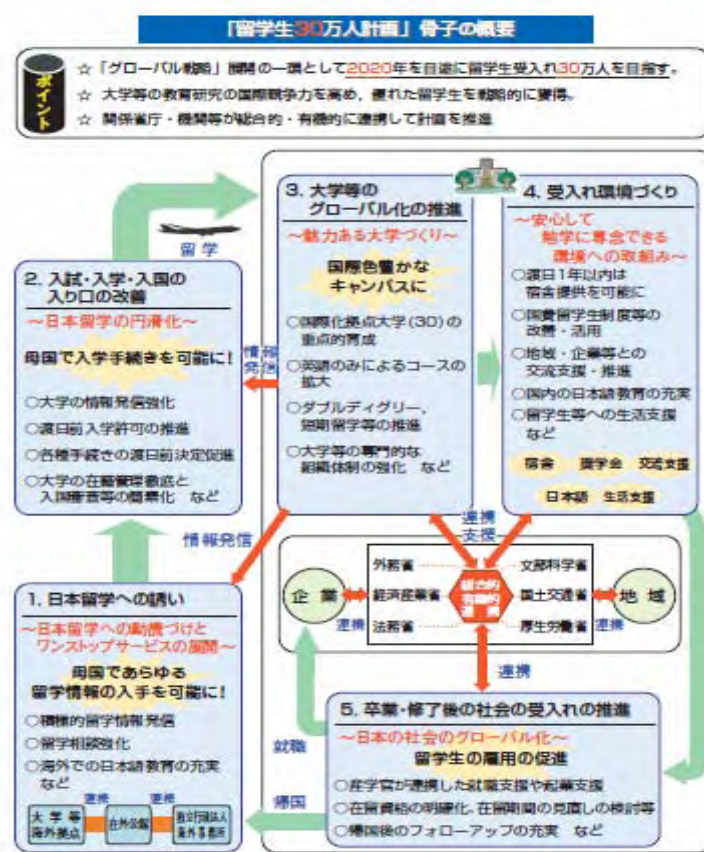 「留学生30万人計画」骨子の概要
ポイント
☆「グローバル戦略」展開の一環として2020年を目途に留学生受入れ30万人を目指す。
☆ 大学等の教育研究の国際競争力を高め、優れた留学生を戦略的に獲得。
☆ 関係省庁・機関等が総合的・有機的に連携して計画を推進
留学
2. 入試・入学・入国の
入り口の改善
～日本留学の円滑化～
母国で入学手続きを可能に!
○大学の情報発信強化
○渡日前入学許可の推進
○各種手続きの渡日前決定促進
○大学の在籍管理徹底と
入国審査等の簡素化 など
情報
発信
3. 大学等の
グローバル化の推進
～魅力ある大学づくり～
国際色豊かな
キャンパスに
○国際化拠点大学(30)の
重点的育成
○英語のみによるコースの
拡大
○ダブルディグリー、
短期留学等の推進
○大学等の専門的な
組織体制の強化 など
4. 受入れ環境づくり
～安心して
勉学に専念できる
環境への取組み～
○渡日1年以内は
宿舎提供を可能に
○国費留学生制度等の
改善・活用
○地域・企業等との
交流支援・推進
○国内の日本語教育の充実
○留学生等への生活支援
など
宿舎 奨学金 交流支援
日本語 生活支援
情報発信
連携
支援
企業
連携
外務省
経済産業省
法務省
総合的
有機的
連携
文部科学省
国土交通省
厚生労働省
地域
連携
連携
1. 日本留学への誘い
～日本留学への動機づけと
ワンストップサービスの展開～
母国であらゆる
留学情報の入手を可能に!
○積極的留学情報発信
○留学相談強化
○海外での日本語教育の充実
など
大学等
海外拠点
連携
在外公館
連携
独立行政法人
海外事務所
就職
帰国
5. 卒業・修了後の社会の受入れの推進
～日本の社会のグローバル化～
留学生の雇用の促進
○産学官が連携した就職支援や起業支援
○在留資格の明確化、在留期間の見直しの検討等
○帰国後のフォローアップの充実 など